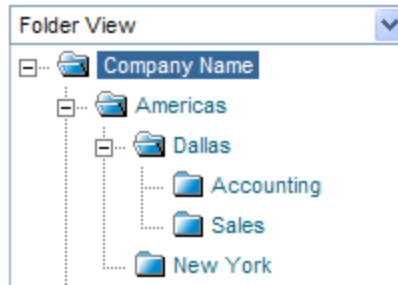 Folder View
Company Name
Americas
Dallas
Accounting
Sales
New York